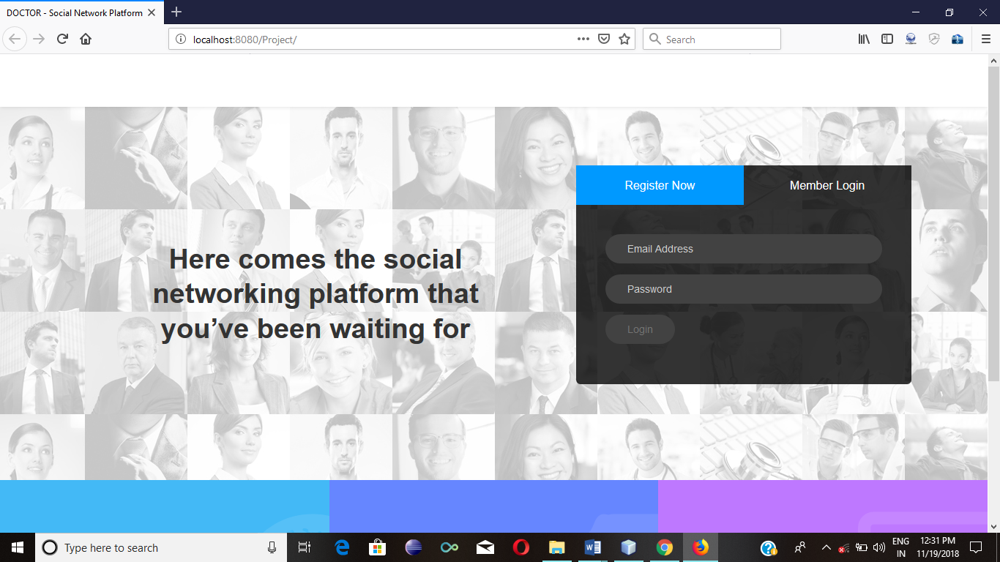 DOCTOR - Social Network Platform
localhost:8080/Project/
Search
Register Now
Member Login
Email Address
Here comes the social
networking platform that
you’ve been waiting for
Password
Login
Type here to search
ENG
IN
12:31 PM
11/19/2018